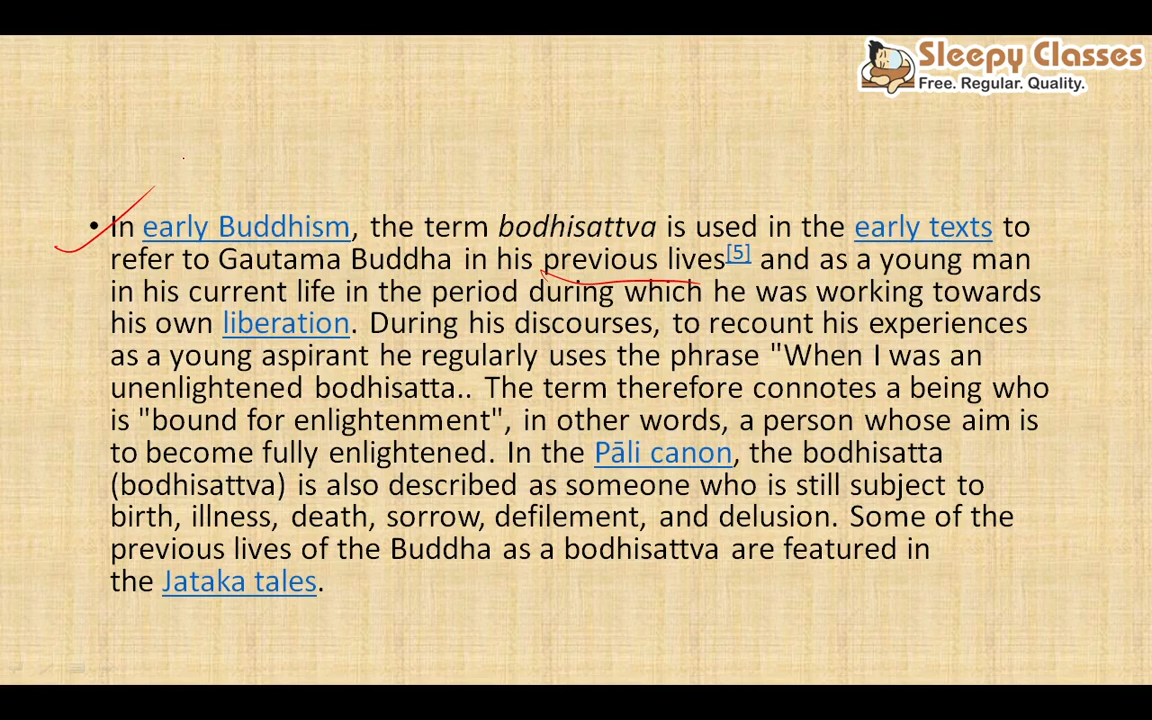 Sleepy Classes
Free. Regular. Quality.
• In early Buddhism, the term bodhisattva is used in the early texts to
refer to Gautama Buddha in his previous lives[5] and as a young man
in his current life in the period during which he was working towards
his own liberation. During his discourses, to recount his experiences
as a young aspirant he regularly uses the phrase "When I was an
unenlightened bodhisatta.. The term therefore connotes a being who
is "bound for enlightenment", in other words, a person whose aim is
to become fully enlightened. In the Pāli canon, the bodhisatta
(bodhisattva) is also described as someone who is still subject to
birth, illness, death, sorrow, defilement, and delusion. Some of the
previous lives of the Buddha as a bodhisattva are featured in
the Jataka tales.